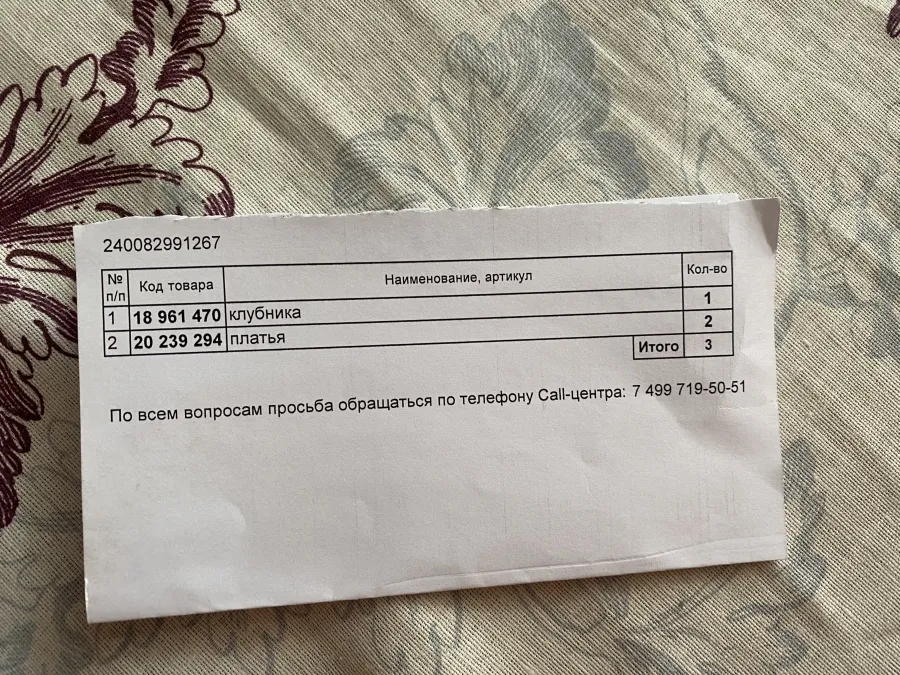 240082991267
№ п/п Код товара Наименование, артикул Кол-во
1 18 961 470 клубника 1
2 20 239 294 платья 2
Итого 3
По всем вопросам просьба обращаться по телефону Call-центра: 7 499 719-50-51